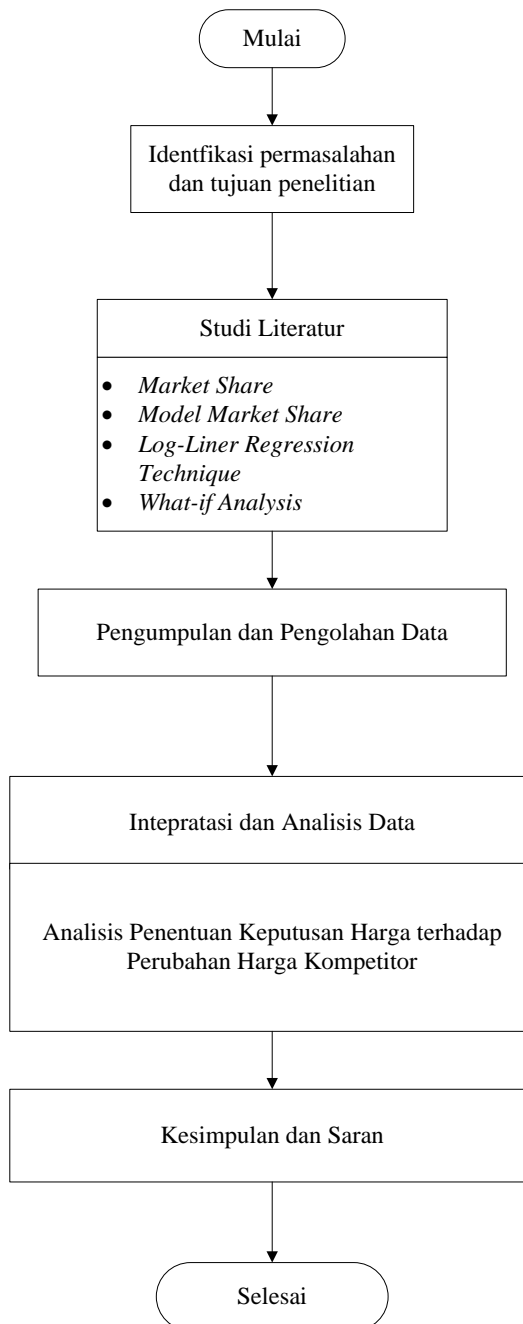 Mulai
Identfikasi permasalahan
dan tujuan penelitian
Studi Literatur
• Market Share
• Model Market Share
• Log-Liner Regression
Technique
• What-if Analysis
Pengumpulan dan Pengolahan Data
Intepratasi dan Analisis Data
Analisis Penentuan Keputusan Harga terhadap
Perubahan Harga Kompetitor
Kesimpulan dan Saran
Selesai